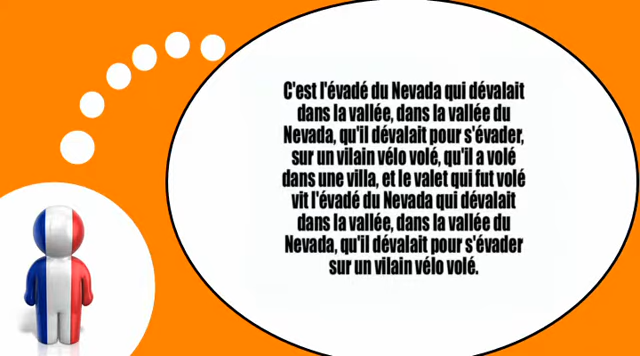 C'est l'évadé du Nevada qui dévalait
dans la vallée, dans la vallée du
Nevada, qu'il dévalait pour s'évader,
sur un vilain vélo volé, qu'il a volé
dans une villa, et le valet qui fut volé
vit l'évadé du Nevada qui dévalait
dans la vallée, dans la vallée du
Nevada, qu'il dévalait pour s'évader
sur un vilain vélo volé.